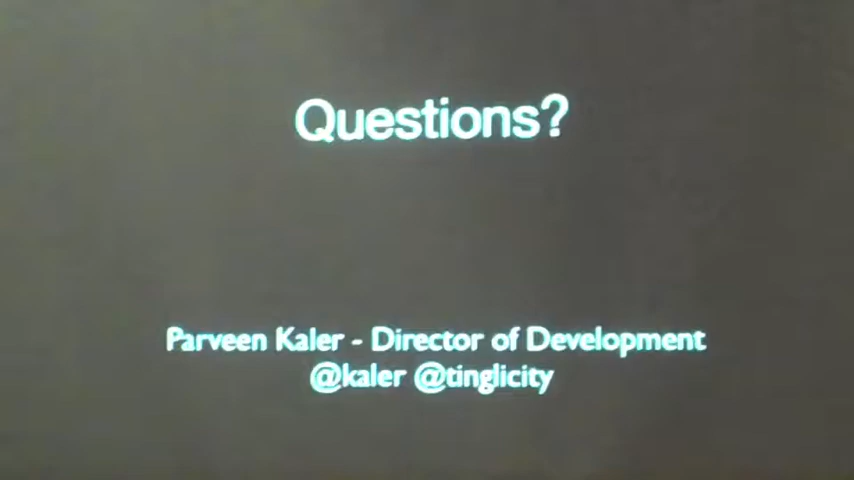 Questions?
Parveen Kaler - Director of Development
@kaler @tinglicity